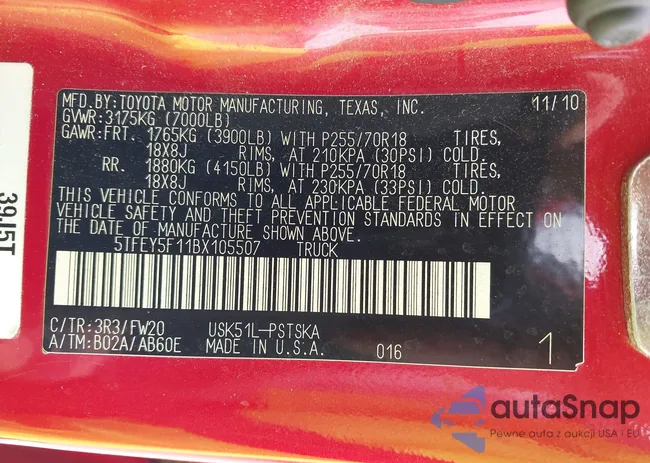 MFD.BY:TOYOTA MOTOR MANUFACTURING, TEXAS, INC. 11/10
GVWR:3175KG (7000LB)
GAWR:FRT. 1765KG (3900LB) WITH P255/70R18 TIRES,
18X8J RIMS, AT 210KPA (30PSI) COLD.
RR. 1880KG (4150LB) WITH P255/70R18 TIRES,
18X8J RIMS, AT 230KPA (33PSI) COLD.
THIS VEHICLE CONFORMS TO ALL APPLICABLE FEDERAL MOTOR
VEHICLE SAFETY AND THEFT PREVENTION STANDARDS IN EFFECT ON
THE DATE OF MANUFACTURE SHOWN ABOVE.
5TFEY5F11BX105507 TRUCK
C/TR:3R3/FW20 USK51L-PSTSKA
A/TM:B02A/AB60E MADE IN U.S.A. 016 1
39J5T
autaSnap
Pewne auta z aukcji USA i EU